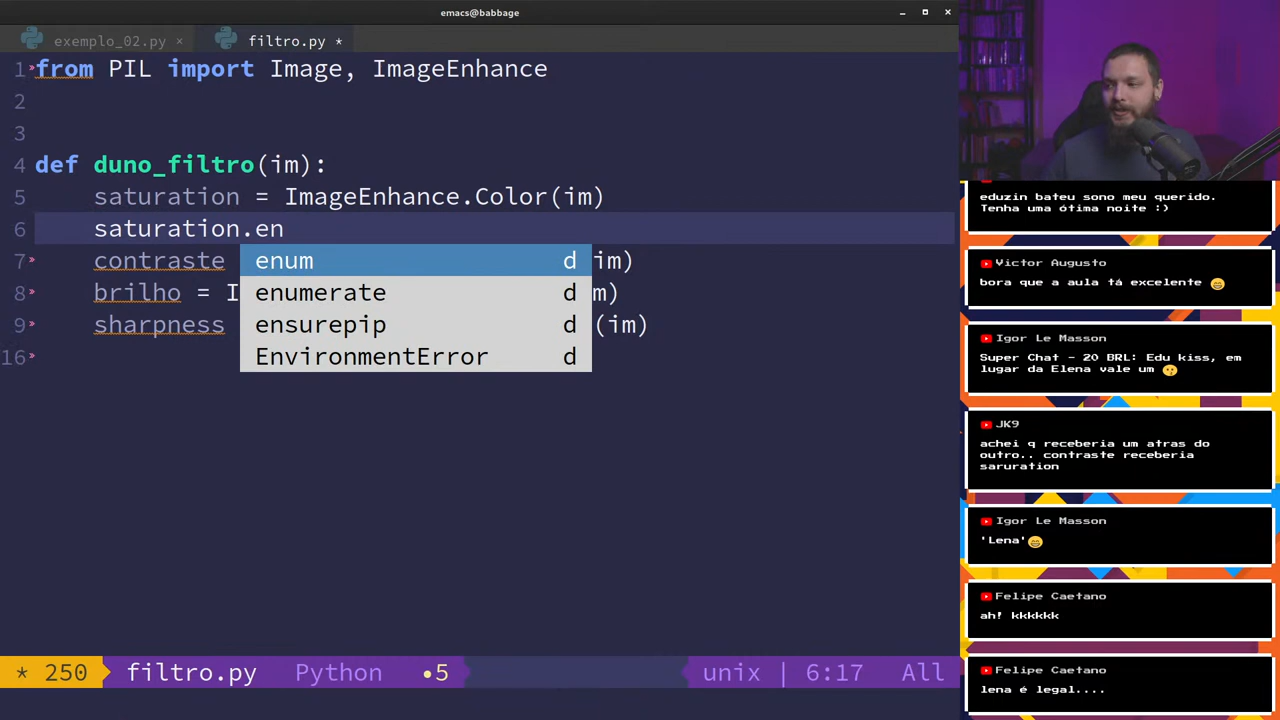 emacs@babbage
exemplo_02.py ×
filtro.py *
1 from PIL import Image, ImageEnhance
2
3
4 def duno_filtro(im):
5 saturation = ImageEnhance.Color(im)
6 saturation.en
7 contraste im)
8 brilho = I m)
9 sharpness (im)
16
enum d
enumerate d
ensurepip d
EnvironmentError d
* 250 filtro.py Python •5 unix | 6:17 All
eduzin bateu sono meu querido.
Tenha uma ótima noite :)
Victor Augusto
bora que a aula tá excelente 😁
Igor Le Masson
Super Chat - 20 BRL: Edu kiss, em
lugar da Elena vale um 😗
JK9
achei q receberia um atras do
outro.. contraste receberia
saruration
Igor Le Masson
'Lena'😁
Felipe Caetano
ah! kkkkkk
Felipe Caetano
lena é legal....